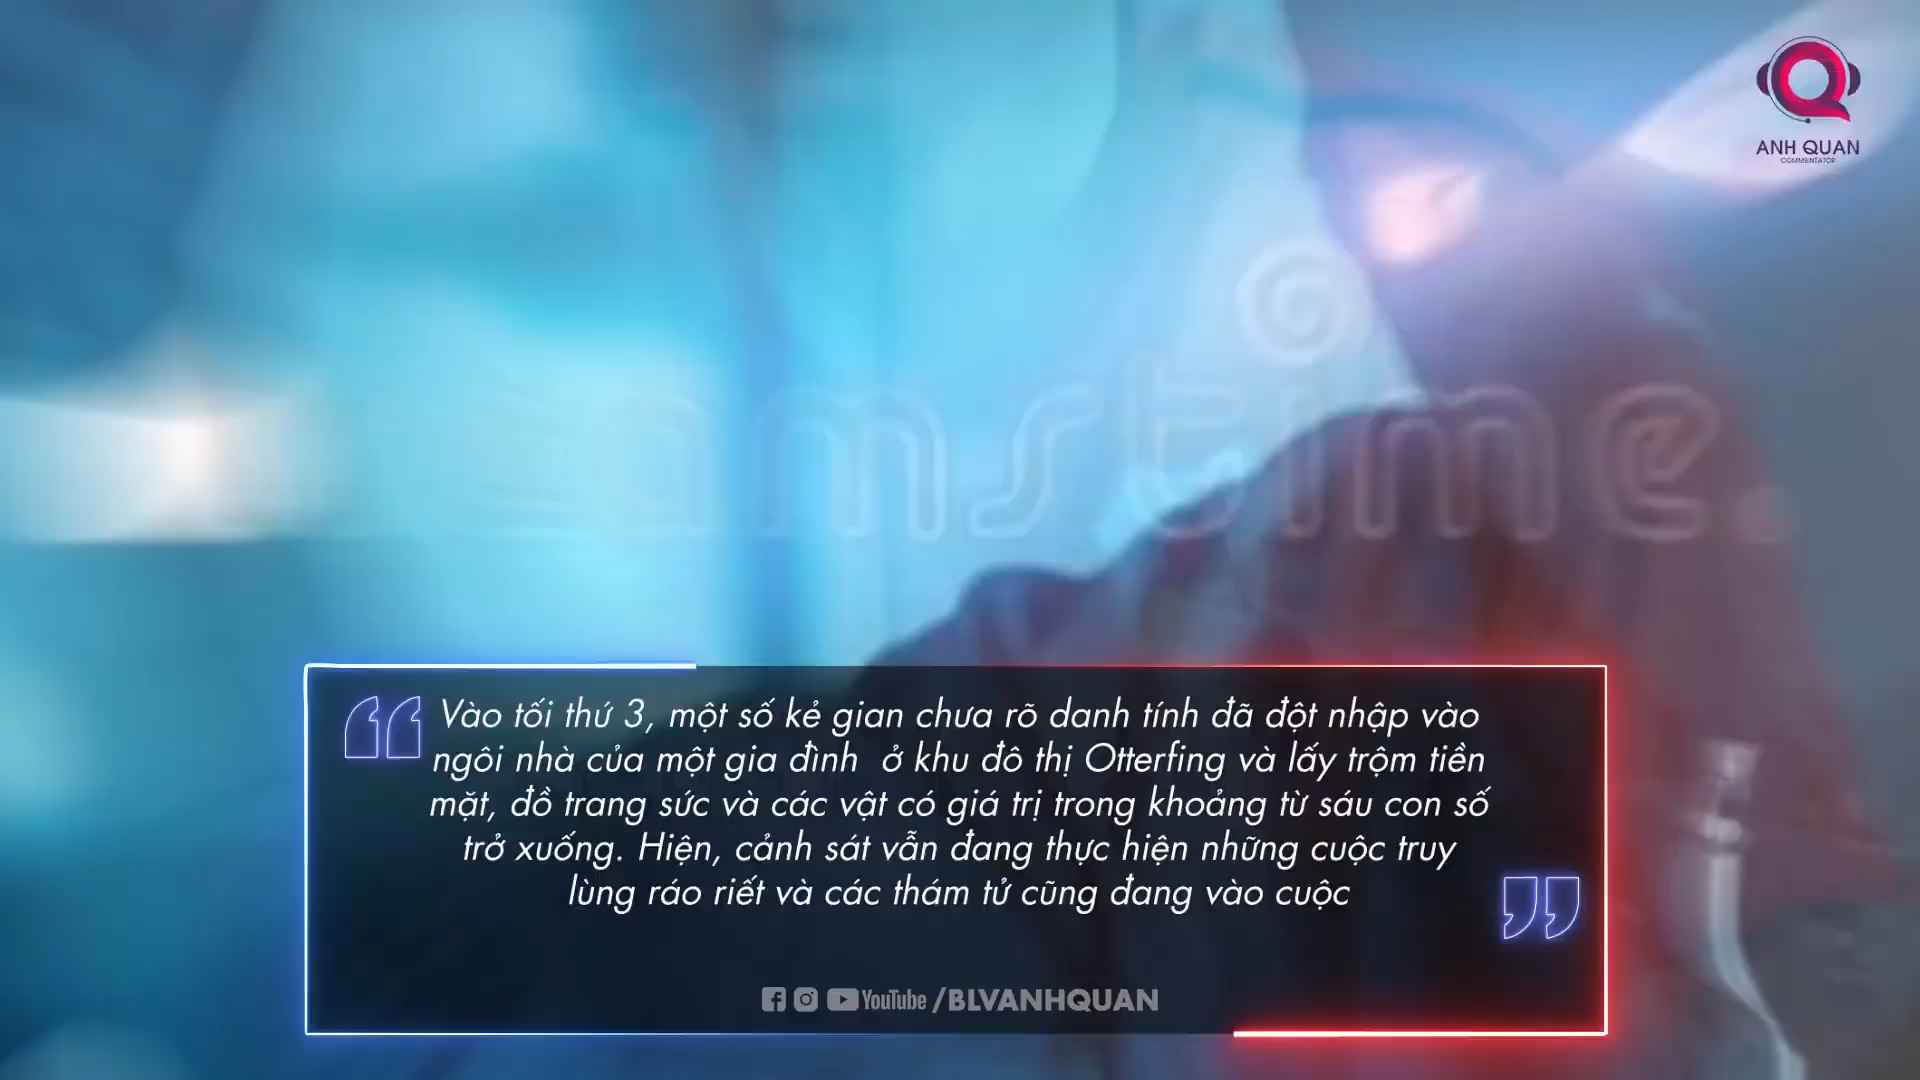 ANH QUAN
COMMENTATOR
amstime.
Vào tối thứ 3, một số kẻ gian chưa rõ danh tính đã đột nhập vào
ngôi nhà của một gia đình ở khu đô thị Otterfing và lấy trộm tiền
mặt, đồ trang sức và các vật có giá trị trong khoảng từ sáu con số
trở xuống. Hiện, cảnh sát vẫn đang thực hiện những cuộc truy
lùng ráo riết và các thám tử cũng đang vào cuộc
YouTube /BLVANHQUAN